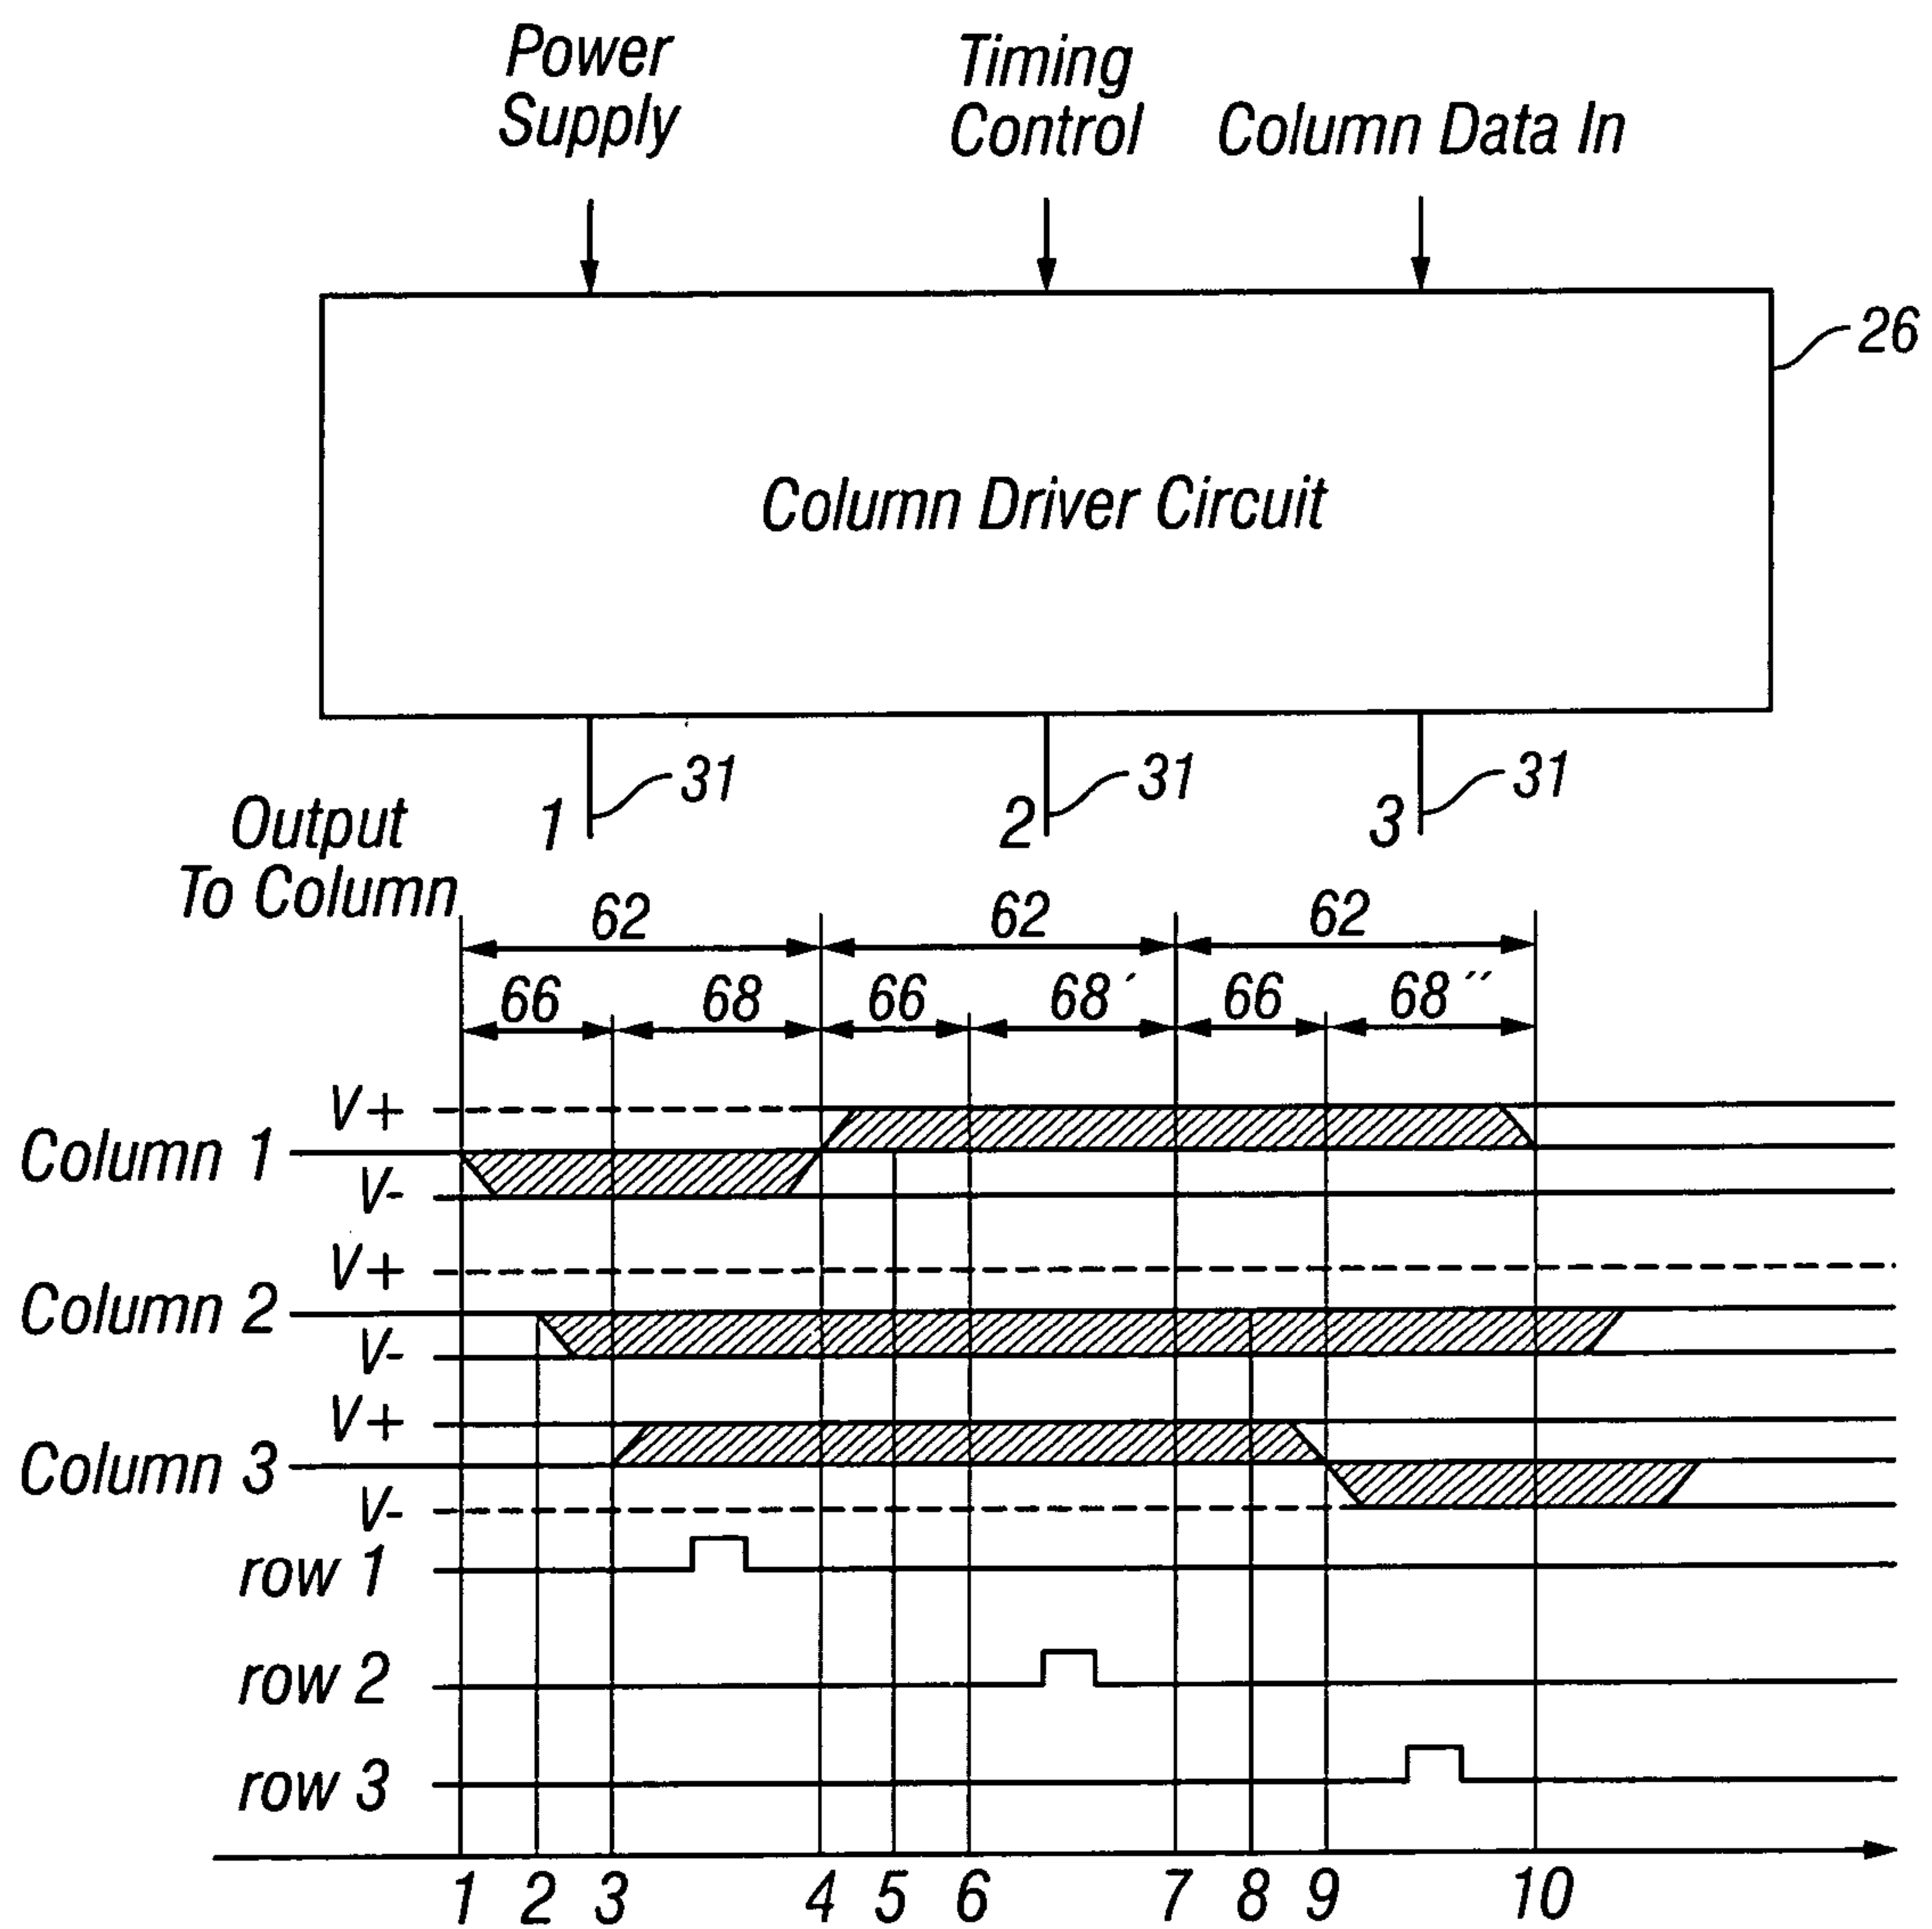 Power
Supply
Timing
Control
Column Data In
26
Column Driver Circuit
Output
To Column
1
31
2
31
3
31
62
62
62
66
68
66
68´
66
68´´
Column 1
V+
V-
Column 2
V+
V-
Column 3
V+
V-
row 1
row 2
row 3
1 2 3 4 5 6 7 8 9 10